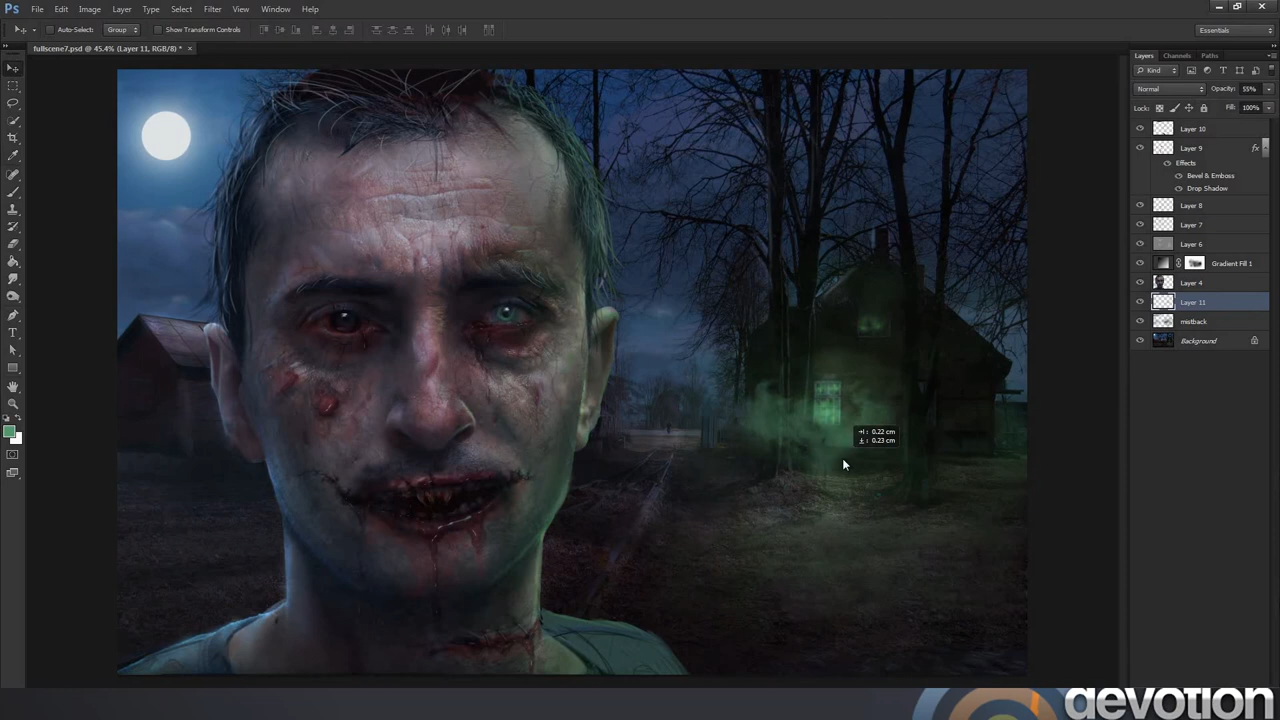 Ps File Edit Image Layer Type Select Filter View Window Help
Auto-Select: Group Show Transform Controls Essentials
fullscene7.psd @ 45.4% (Layer 11, RGB/8) *
Layers Channels Paths
Kind
Normal Opacity: 55%
Lock: Fill: 100%
Layer 10
Layer 9 fx
Effects
Bevel & Emboss
Drop Shadow
Layer 8
Layer 7
Layer 6
Gradient Fill 1
Layer 4
Layer 11
mistback
Background
0.22 cm
0.23 cm
devotion